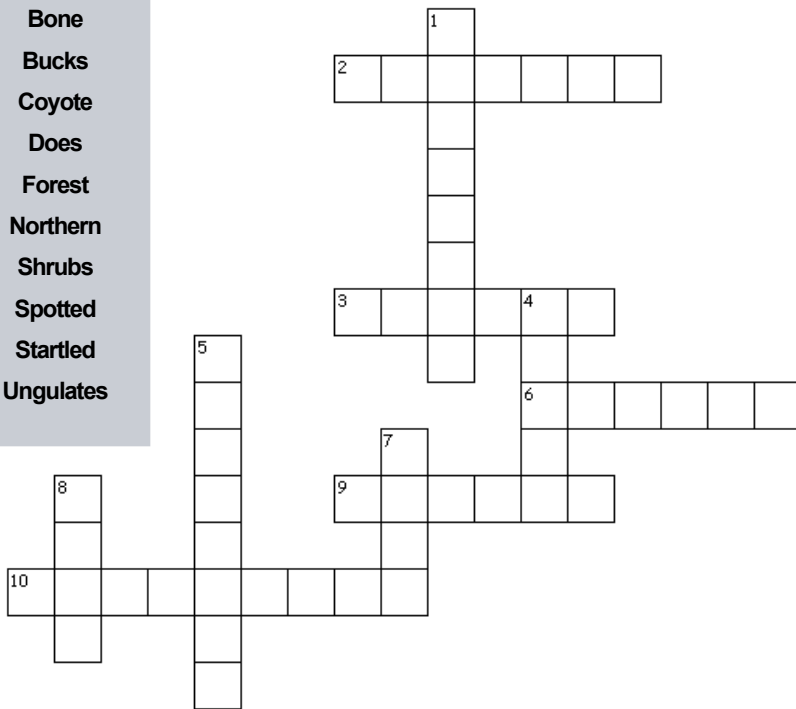 Bone
Bucks
Coyote
Does
Forest
Northern
Shrubs
Spotted
Startled
Ungulates
1
2
3
4
5
6
7
8
9
10